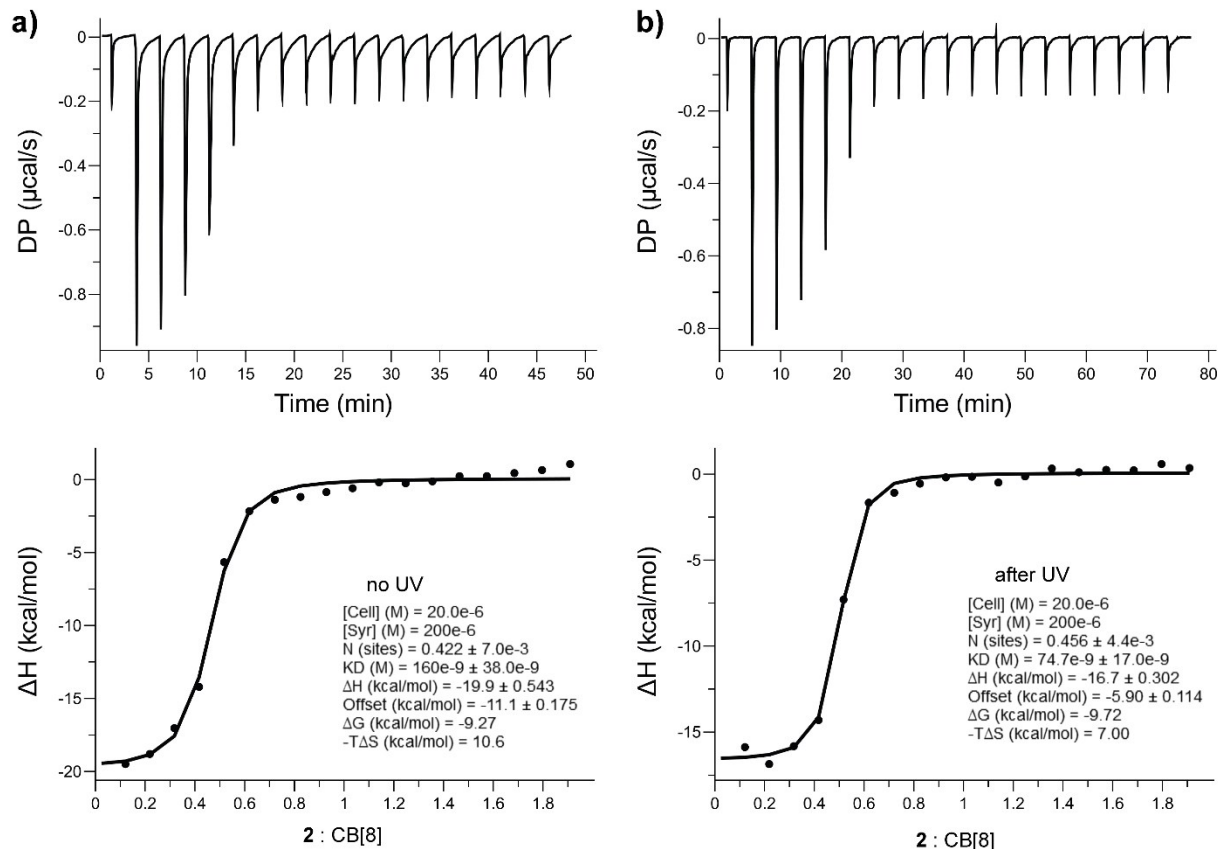 a)
0
-0.2
-0.4
-0.6
-0.8
DP (µcal/s)
0 5 10 15 20 25 30 35 40 45 50
Time (min)
b)
0
-0.2
-0.4
-0.6
-0.8
DP (µcal/s)
0 10 20 30 40 50 60 70 80
Time (min)
0
-5
-10
-15
-20
ΔH (kcal/mol)
no UV
[Cell] (M) = 20.0e-6
[Syr] (M) = 200e-6
N (sites) = 0.422 ± 7.0e-3
KD (M) = 160e-9 ± 38.0e-9
ΔH (kcal/mol) = -19.9 ± 0.543
Offset (kcal/mol) = -11.1 ± 0.175
ΔG (kcal/mol) = -9.27
-TΔS (kcal/mol) = 10.6
0 0.2 0.4 0.6 0.8 1 1.2 1.4 1.6 1.8
2 : CB[8]
0
-5
-10
-15
ΔH (kcal/mol)
after UV
[Cell] (M) = 20.0e-6
[Syr] (M) = 200e-6
N (sites) = 0.456 ± 4.4e-3
KD (M) = 74.7e-9 ± 17.0e-9
ΔH (kcal/mol) = -16.7 ± 0.302
Offset (kcal/mol) = -5.90 ± 0.114
ΔG (kcal/mol) = -9.72
-TΔS (kcal/mol) = 7.00
0 0.2 0.4 0.6 0.8 1 1.2 1.4 1.6 1.8
2 : CB[8]